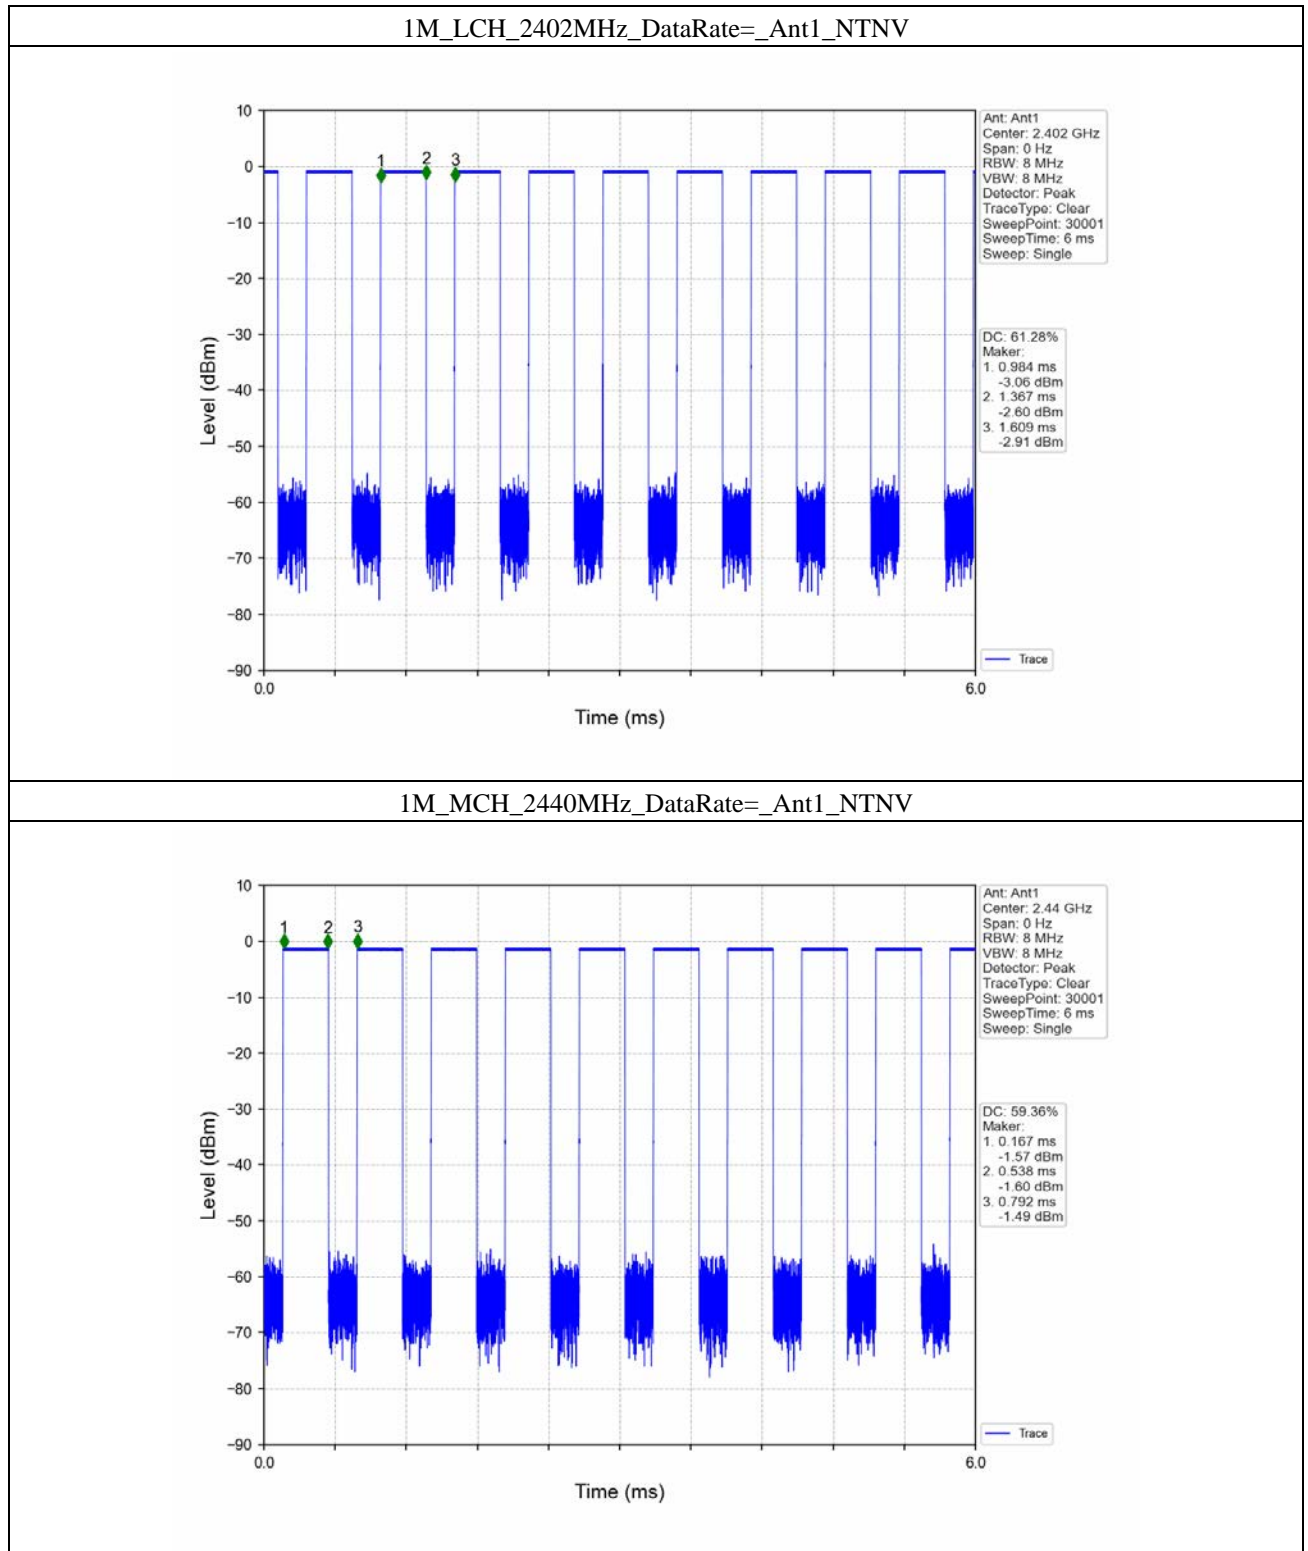 1M_LCH_2402MHz_DataRate=_Ant1_NTNV
10
0
−10
−20
−30
−40
−50
−60
−70
−80
−90
Level (dBm)
1
2
3
0.0
6.0
Time (ms)
Ant: Ant1
Center: 2.402 GHz
Span: 0 Hz
RBW: 8 MHz
VBW: 8 MHz
Detector: Peak
TraceType: Clear
SweepPoint: 30001
SweepTime: 6 ms
Sweep: Single
DC: 61.28%
Maker:
1. 0.984 ms
-3.06 dBm
2. 1.367 ms
-2.60 dBm
3. 1.609 ms
-2.91 dBm
Trace
1M_MCH_2440MHz_DataRate=_Ant1_NTNV
10
0
−10
−20
−30
−40
−50
−60
−70
−80
−90
Level (dBm)
1
2
3
0.0
6.0
Time (ms)
Ant: Ant1
Center: 2.44 GHz
Span: 0 Hz
RBW: 8 MHz
VBW: 8 MHz
Detector: Peak
TraceType: Clear
SweepPoint: 30001
SweepTime: 6 ms
Sweep: Single
DC: 59.36%
Maker:
1. 0.167 ms
-1.57 dBm
2. 0.538 ms
-1.60 dBm
3. 0.792 ms
-1.49 dBm
Trace